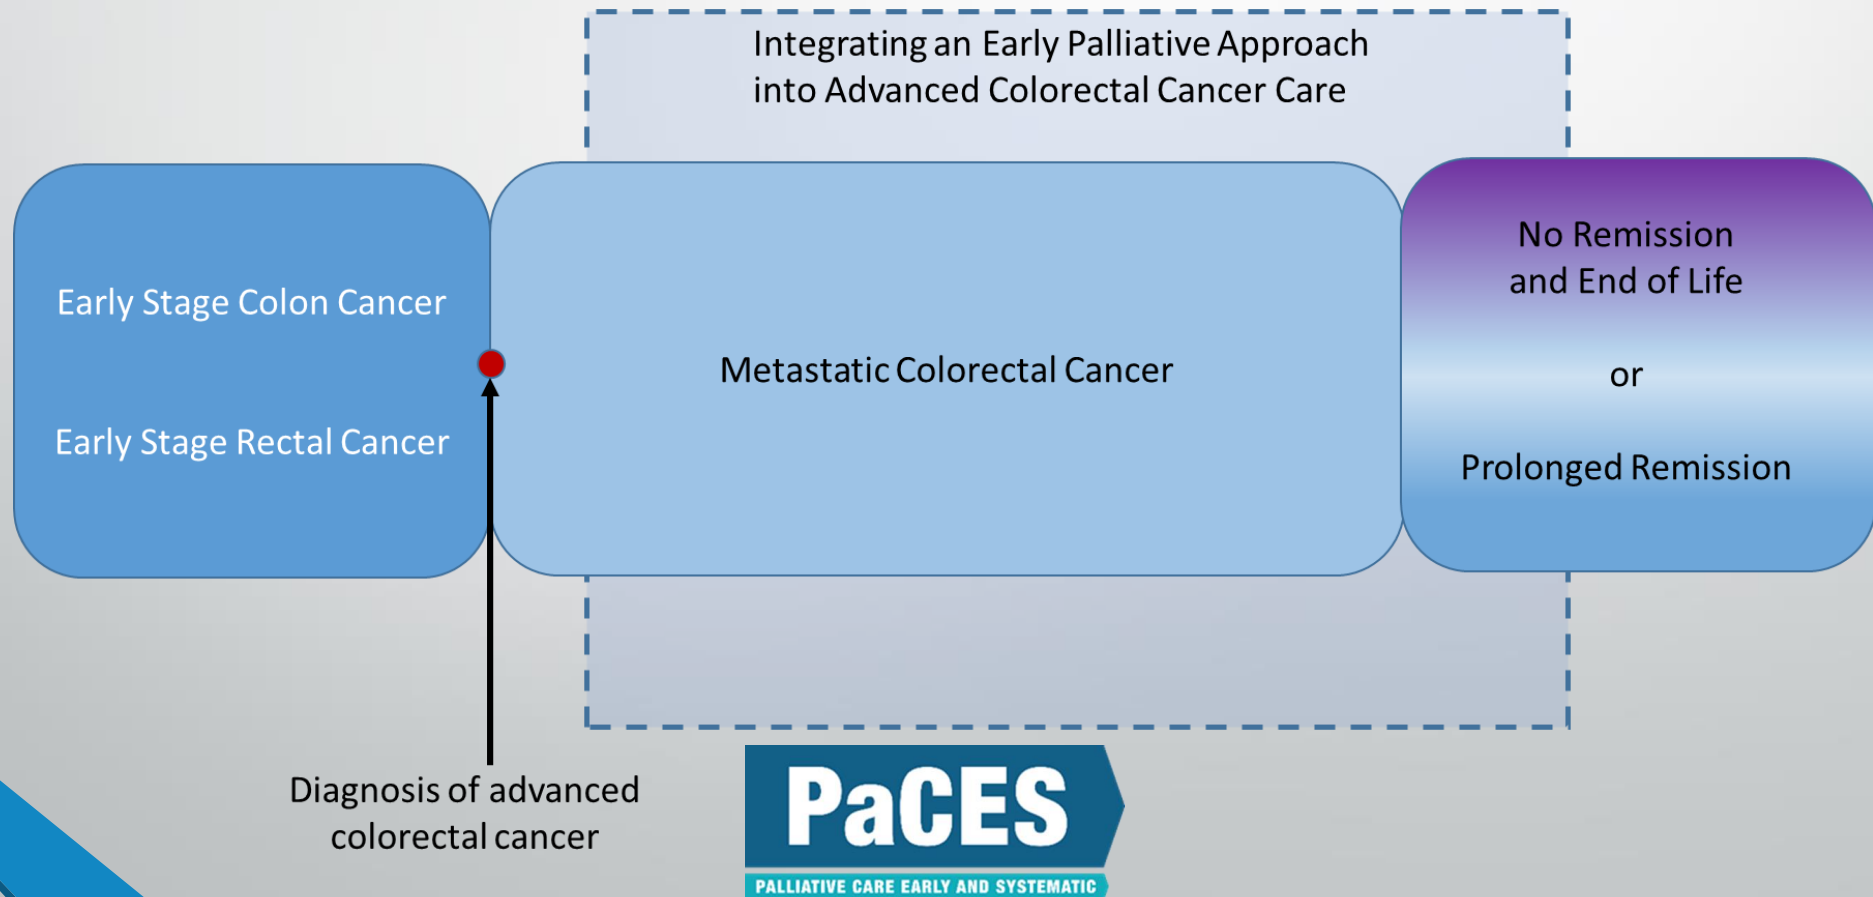 Integrating an Early Palliative Approach
into Advanced Colorectal Cancer Care
Early Stage Colon Cancer
Early Stage Rectal Cancer
Metastatic Colorectal Cancer
No Remission
and End of Life
or
Prolonged Remission
Diagnosis of advanced
colorectal cancer
PaCES
PALLIATIVE CARE EARLY AND SYSTEMATIC